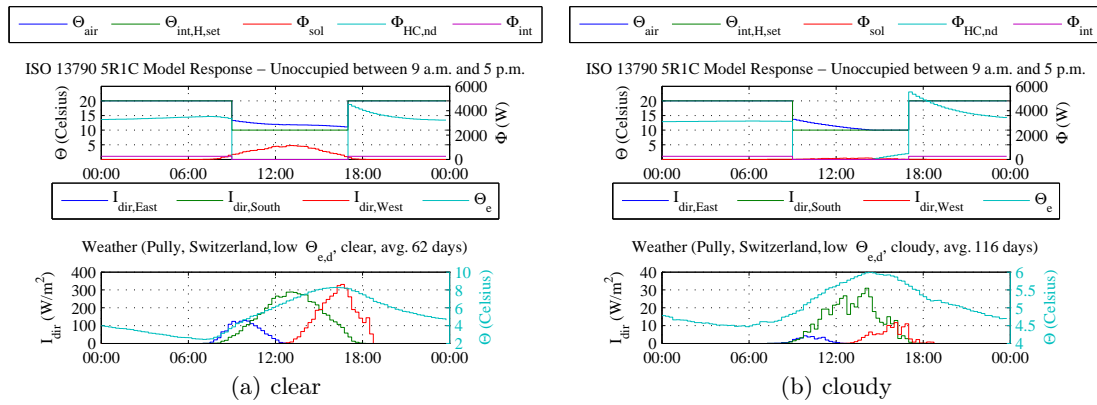 Θair Θint,H,set Φsol ΦHC,nd Φint
ISO 13790 5R1C Model Response – Unoccupied between 9 a.m. and 5 p.m.
Θ (Celsius)
20
15
10
5
6000
4000
2000
0
Φ (W)
00:00 06:00 12:00 18:00 00:00
Idir,East Idir,South Idir,West Θe
Weather (Pully, Switzerland, low Θe,d, clear, avg. 62 days)
Idir (W/m²)
400
300
200
100
0
10
8
6
4
2
Θ (Celsius)
00:00 06:00 12:00 18:00 00:00
(a) clear
Θair Θint,H,set Φsol ΦHC,nd Φint
ISO 13790 5R1C Model Response – Unoccupied between 9 a.m. and 5 p.m.
Θ (Celsius)
20
15
10
5
6000
4000
2000
0
Φ (W)
00:00 06:00 12:00 18:00 00:00
Idir,East Idir,South Idir,West Θe
Weather (Pully, Switzerland, low Θe,d, cloudy, avg. 116 days)
Idir (W/m²)
40
30
20
10
0
6
5.5
5
4.5
4
Θ (Celsius)
00:00 06:00 12:00 18:00 00:00
(b) cloudy